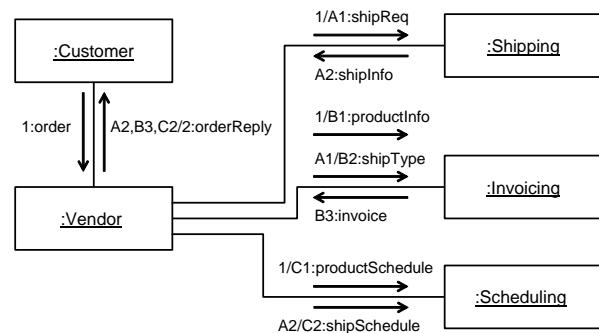 1/A1:shipReq
:Customer
:Shipping
A2:shipInfo
1:order
A2,B3,C2/2:orderReply
1/B1:productInfo
A1/B2:shipType
:Invoicing
:Vendor
B3:invoice
1/C1:productSchedule
:Scheduling
A2/C2:shipSchedule